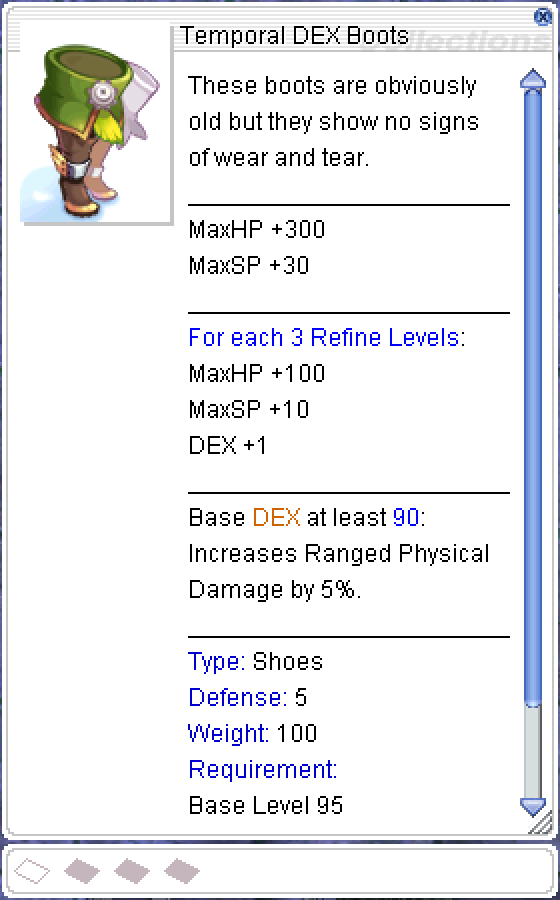 Temporal DEX Boots
Collections
These boots are obviously
old but they show no signs
of wear and tear.
MaxHP +300
MaxSP +30
For each 3 Refine Levels:
MaxHP +100
MaxSP +10
DEX +1
Base DEX at least 90:
Increases Ranged Physical
Damage by 5%.
Type: Shoes
Defense: 5
Weight: 100
Requirement:
Base Level 95